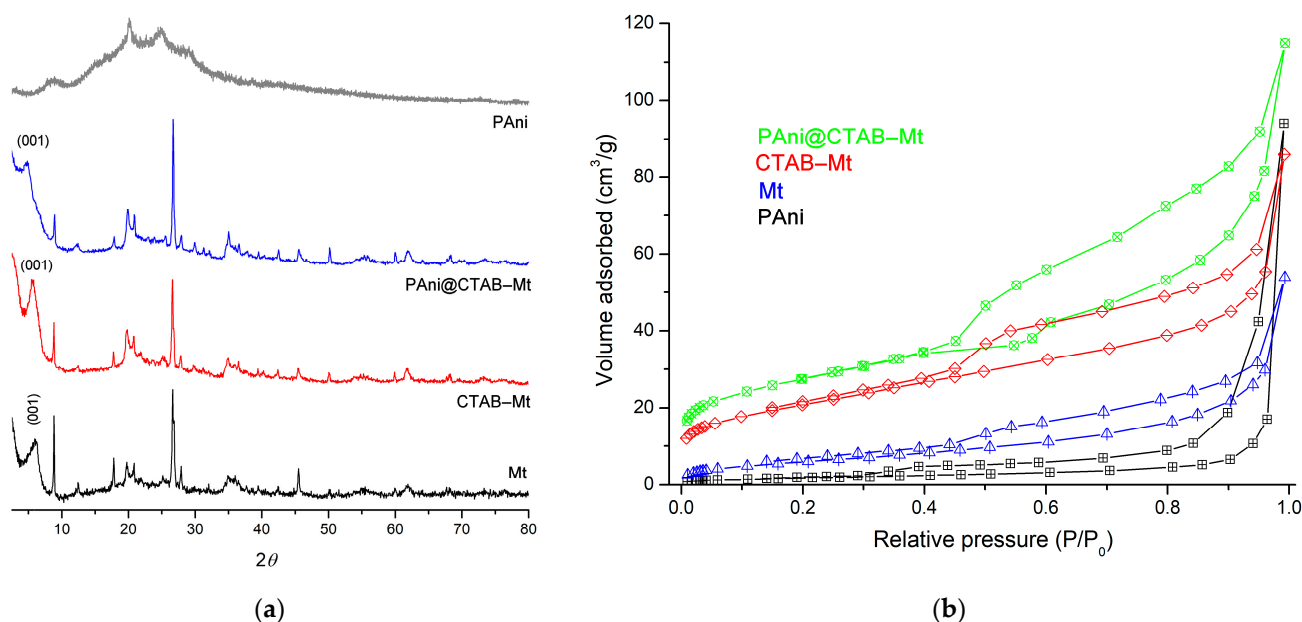 PAni
(001)
PAni@CTAB–Mt
(001)
CTAB–Mt
(001)
Mt
10 20 30 40 50 60 70 80
2θ
(a)
120
100
80
60
40
20
0
Volume adsorbed (cm³/g)
PAni@CTAB–Mt
CTAB–Mt
Mt
PAni
0.0 0.2 0.4 0.6 0.8 1.0
Relative pressure (P/P₀)
(b)